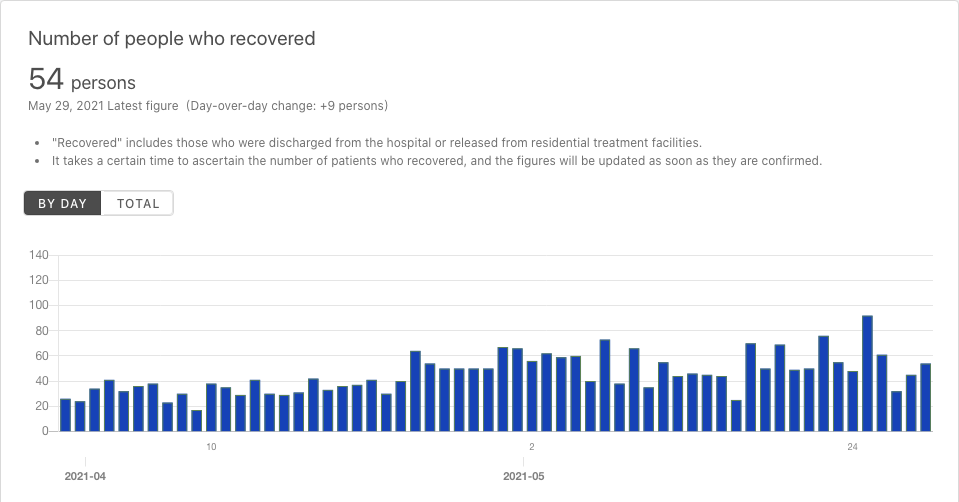 Number of people who recovered
54 persons
May 29, 2021 Latest figure (Day-over-day change: +9 persons)
• "Recovered" includes those who were discharged from the hospital or released from residential treatment facilities.
• It takes a certain time to ascertain the number of patients who recovered, and the figures will be updated as soon as they are confirmed.
BY DAY TOTAL
140
120
100
80
60
40
20
0
10 2 24
2021-04 2021-05